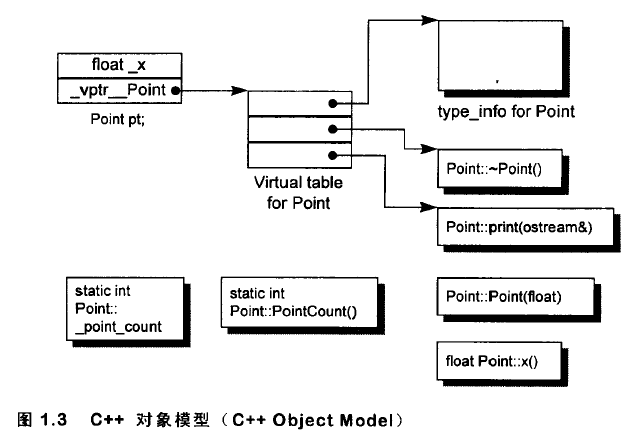 float _x
_vptr__Point
Point pt;
Virtual table
for Point
type_info for Point
Point::~Point()
Point::print(ostream&)
static int
Point::
_point_count
static int
Point::PointCount()
Point::Point(float)
float Point::x()
图 1.3 C++ 对象模型（C++ Object Model）